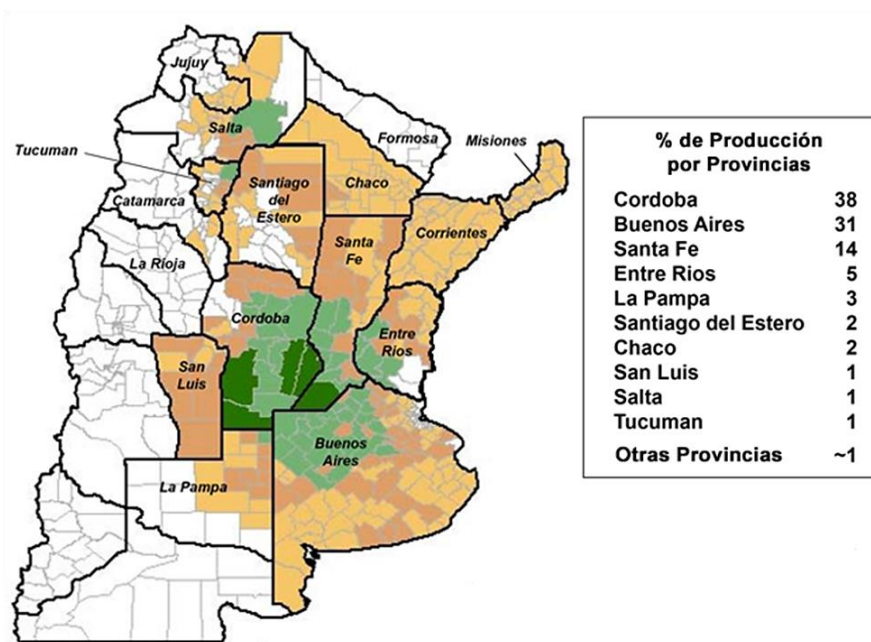 Jujuy
Salta
Formosa
Misiones
Tucuman
Santiago
del
Estero
Chaco
Catamarca
Corrientes
Santa
Fe
La Rioja
Cordoba
Entre
Rios
San
Luis
Buenos
Aires
La Pampa
% de Producción
por Provincias
Cordoba 38
Buenos Aires 31
Santa Fe 14
Entre Rios 5
La Pampa 3
Santiago del Estero 2
Chaco 2
San Luis 1
Salta 1
Tucuman 1
Otras Provincias ~1